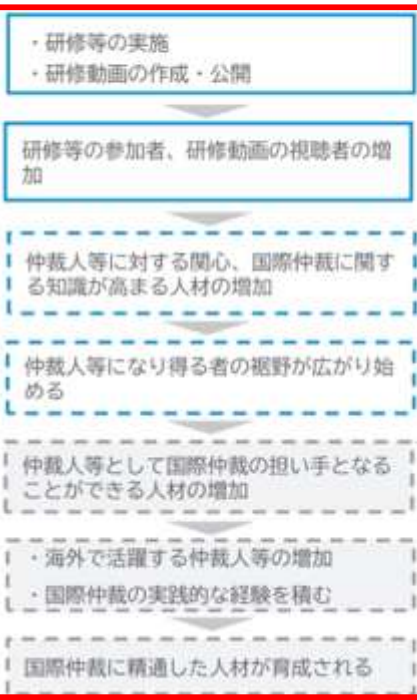 ・研修等の実施
・研修動画の作成・公開
研修等の参加者、研修動画の視聴者の増
加
仲裁人等に対する関心、国際仲裁に関す
る知識が高まる人材の増加
仲裁人等になり得る者の裾野が広がり始
める
仲裁人等として国際仲裁の担い手となる
ことができる人材の増加
・海外で活躍する仲裁人等の増加
・国際仲裁の実践的な経験を積む
国際仲裁に精通した人材が育成される